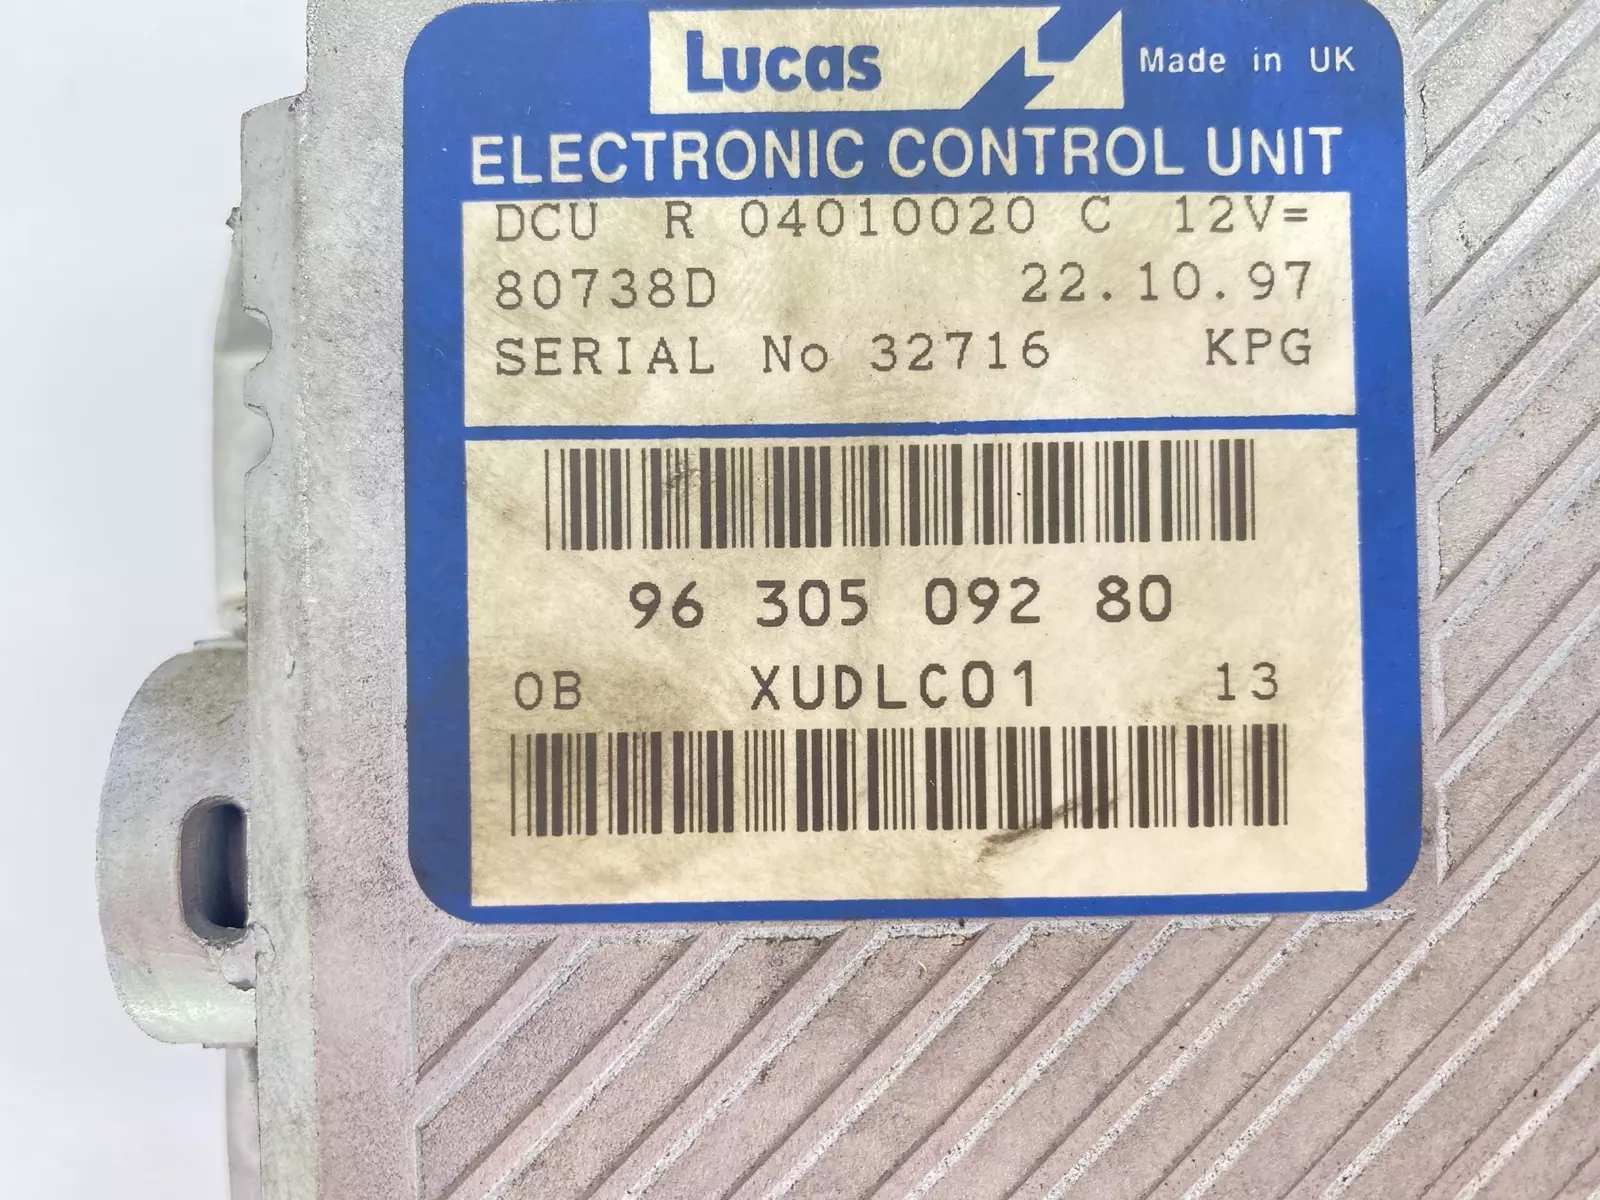 Lucas Made in UK
ELECTRONIC CONTROL UNIT
DCU R 04010020 C 12V=
80738D 22.10.97
SERIAL No 32716 KPG
96 305 092 80
0B XUDLC01 13